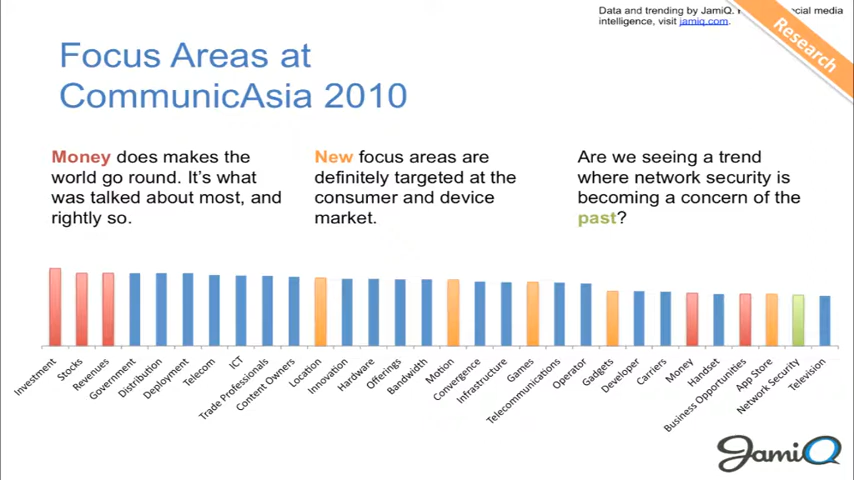 Data and trending by JamiQ. social media
intelligence, visit jamiq.com.
Research
Focus Areas at
CommunicAsia 2010
Money does makes the
world go round. It's what
was talked about most, and
rightly so.
New focus areas are
definitely targeted at the
consumer and device
market.
Are we seeing a trend
where network security is
becoming a concern of the
past?
Investment
Stocks
Revenues
Government
Distribution
Deployment
Telecom
ICT
Trade Professionals
Content Owners
Location
Innovation
Hardware
Offerings
Bandwidth
Motion
Convergence
Infrastructure
Games
Telecommunications
Operator
Gadgets
Developer
Carriers
Money
Handset
Business Opportunities
App Store
Network Security
Television
JamiQ